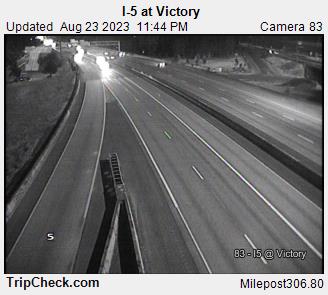 I-5 at Victory
Updated Aug 23 2023 11:44 PM Camera 83
S
83 - I5 @ Victory
TripCheck.com Milepost306.80